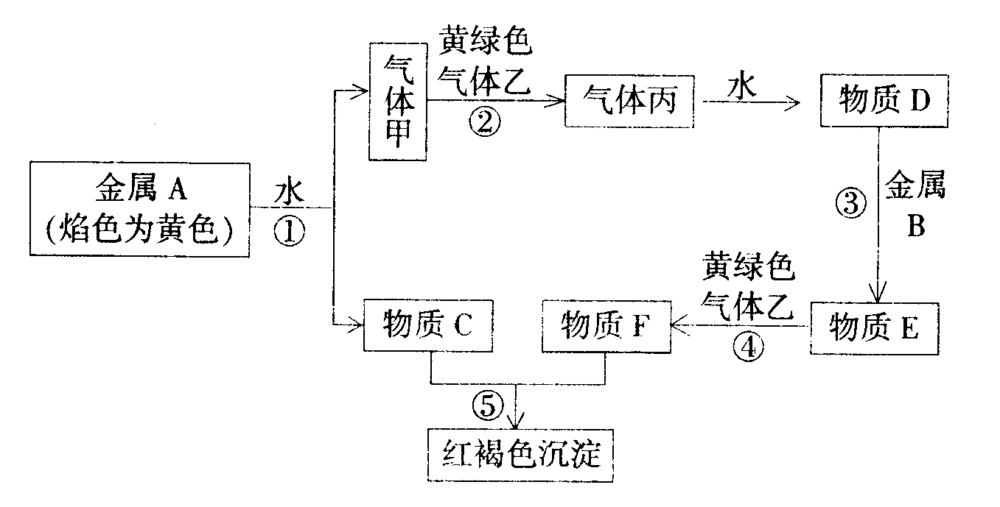 黄绿色
气体乙
②
气体甲
气体丙
水
物质 D
金属 A
(焰色为黄色)
水
①
③
金属
B
黄绿色
气体乙
④
物质 C
物质 F
物质 E
⑤
红褐色沉淀